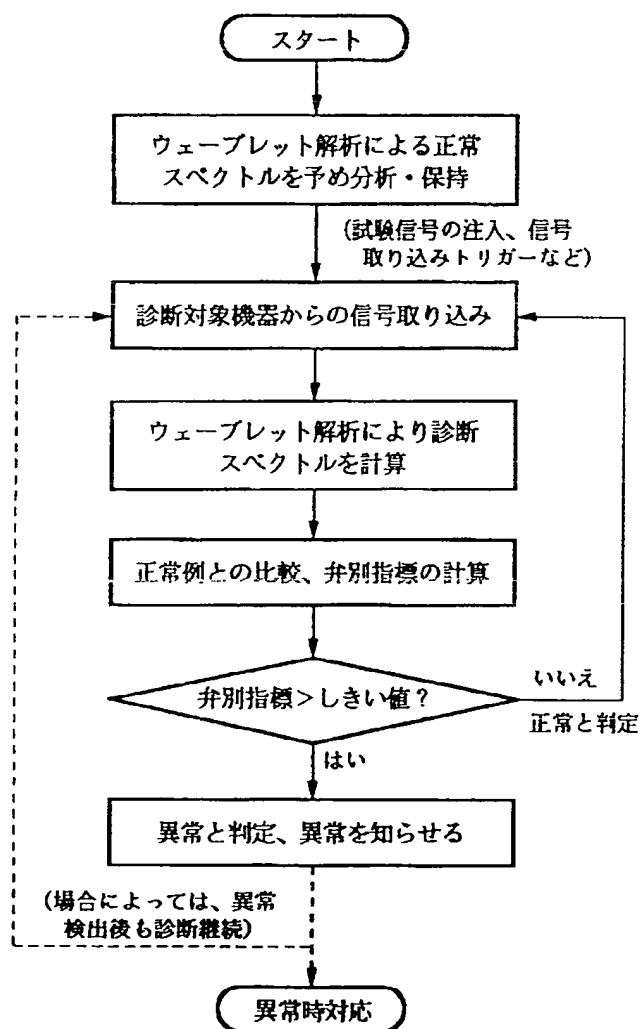 スタート
ウェーブレット解析による正常
スペクトルを予め分析・保持
(試験信号の注入、信号
取り込みトリガーなど)
診断対象機器からの信号取り込み
ウェーブレット解析により診断
スペクトルを計算
正常例との比較、弁別指標の計算
弁別指標>しきい値?
いいえ
正常と判定
はい
異常と判定、異常を知らせる
(場合によっては、異常
検出後も診断継続)
異常時対応